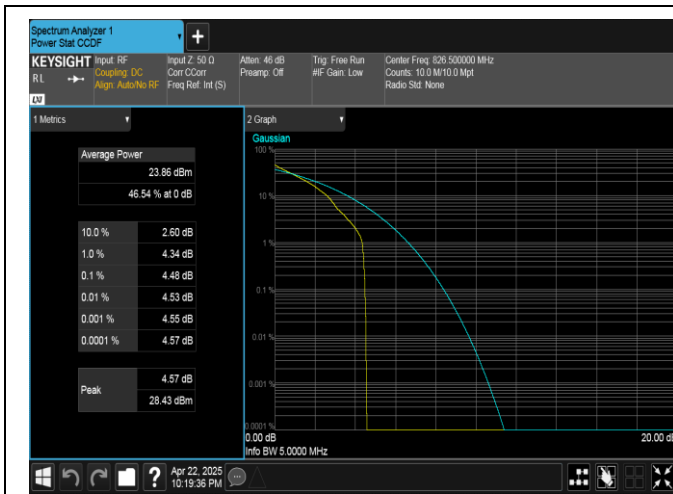 Spectrum Analyzer 1
Power Stat CCDF
+
KEYSIGHT
RL
LXI
Input: RF
Coupling: DC
Align: Auto/No RF
Input Z: 50 Ω
Corr CCorr
Freq Ref: Int (S)
Atten: 46 dB
Preamp: Off
Trig: Free Run
#IF Gain: Low
Center Freq: 826.500000 MHz
Counts: 10.0 M/10.0 Mpt
Radio Std: None
1 Metrics
Average Power
23.86 dBm
46.54 % at 0 dB
10.0 % 2.60 dB
1.0 % 4.34 dB
0.1 % 4.48 dB
0.01 % 4.53 dB
0.001 % 4.55 dB
0.0001 % 4.57 dB
Peak
4.57 dB
28.43 dBm
2 Graph
Gaussian
100 %
10 %
1 %
0.1 %
0.01 %
0.001 %
0.0001 %
0.00 dB
20.00 dB
Info BW 5.0000 MHz
?
Apr 22, 2025
10:19:36 PM